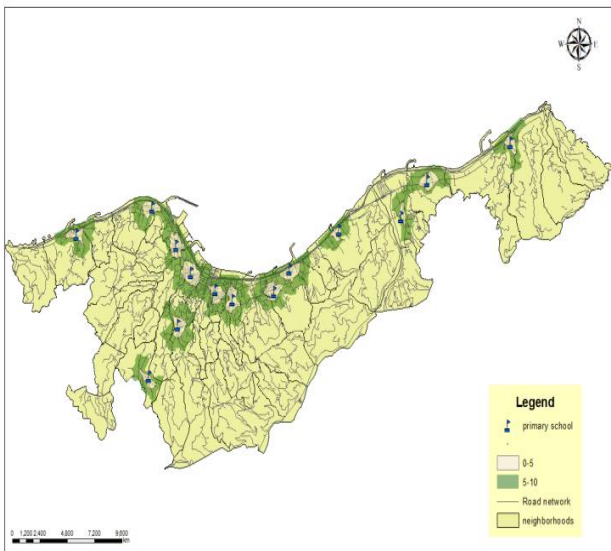 N
W E
S
Legend
primary school
0-5
5-10
Road network
neighborhoods
0 1,200 2,400 4,800 7,200 9,600
km